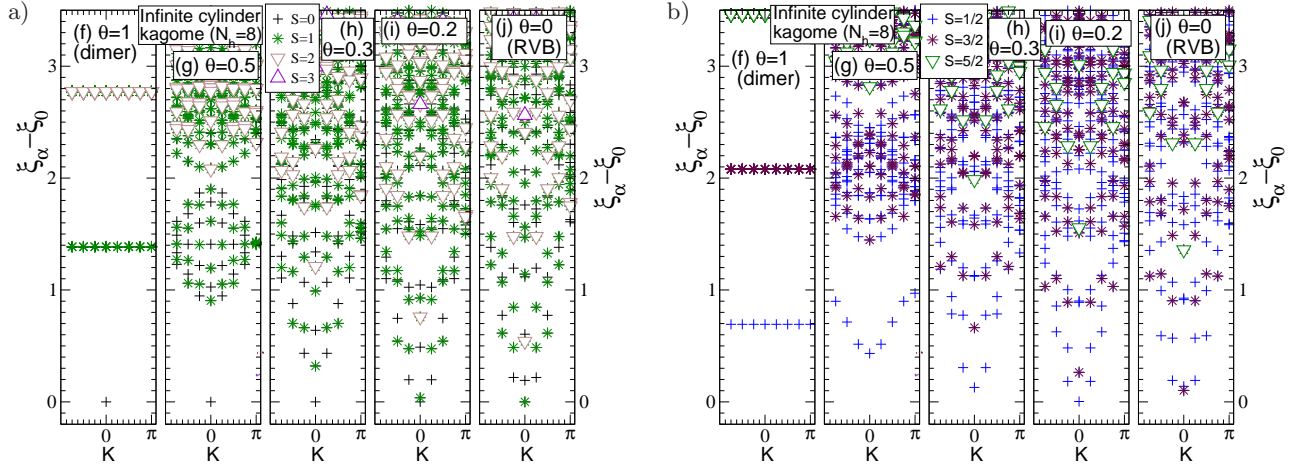 a)
(f) θ=1
(dimer)
Infinite cylinder
kagome (N_h=8)
(g) θ=0.5
S=0
S=1
S=2
S=3
(h)
θ=0.3
(i) θ=0.2
(j) θ=0
(RVB)
3
2
1
0
ξ_α−ξ_0
3
2
1
0
ξ_α−ξ_0
0 π 0 π 0 π 0 π 0 π
K K K K K
b)
(f) θ=1
(dimer)
Infinite cylinder
kagome (N_h=8)
(g) θ=0.5
S=1/2
S=3/2
S=5/2
(h)
θ=0.3
(i) θ=0.2
(j) θ=0
(RVB)
3
2
1
0
ξ_α−ξ_0
3
2
1
0
ξ_α−ξ_0
0 π 0 π 0 π 0 π 0 π
K K K K K